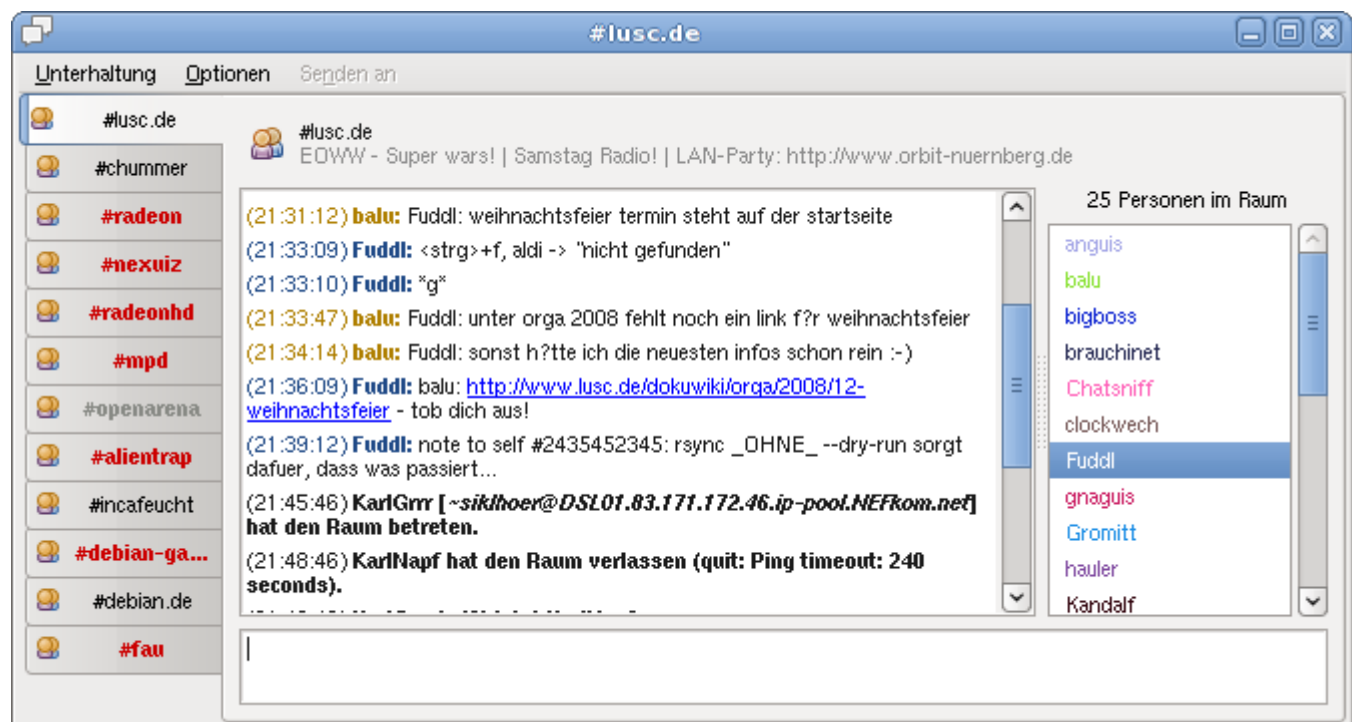 #lusc.de
Unterhaltung Optionen Senden an
#lusc.de
#chummer
#radeon
#nexuiz
#radeonhd
#mpd
#openarena
#alientrap
#incafeucht
#debian-ga...
#debian.de
#fau
#lusc.de
EOWW - Super wars! | Samstag Radio! | LAN-Party: http://www.orbit-nuernberg.de
(21:31:12) balu: Fuddl: weihnachtsfeier termin steht auf der startseite
(21:33:09) Fuddl: <strg>+f, aldi -> "nicht gefunden"
(21:33:10) Fuddl: *g*
(21:33:47) balu: Fuddl: unter orga 2008 fehlt noch ein link f?r weihnachtsfeier
(21:34:14) balu: Fuddl: sonst h?tte ich die neuesten infos schon rein :-)
(21:36:09) Fuddl: balu: http://www.lusc.de/dokuwiki/orga/2008/12-
weihnachtsfeier - tob dich aus!
(21:39:12) Fuddl: note to self #2435452345: rsync _OHNE_ --dry-run sorgt
dafuer, dass was passiert...
(21:45:46) KarlGrrr [~siklhoer@DSL01.83.171.172.46.ip-pool.NEFkom.net]
hat den Raum betreten.
(21:48:46) KarlNapf hat den Raum verlassen (quit: Ping timeout: 240
seconds).
25 Personen im Raum
anguis
balu
bigboss
brauchinet
Chatsniff
clockwech
Fuddl
gnaguis
Gromitt
hauler
Kandalf